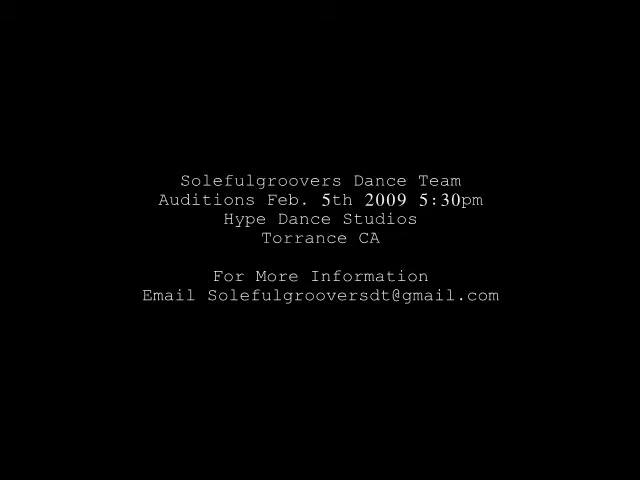 Solefulgroovers Dance Team
Auditions Feb. 5th 2009 5:30pm
Hype Dance Studios
Torrance CA
For More Information
Email Solefulgrooversdt@gmail.com